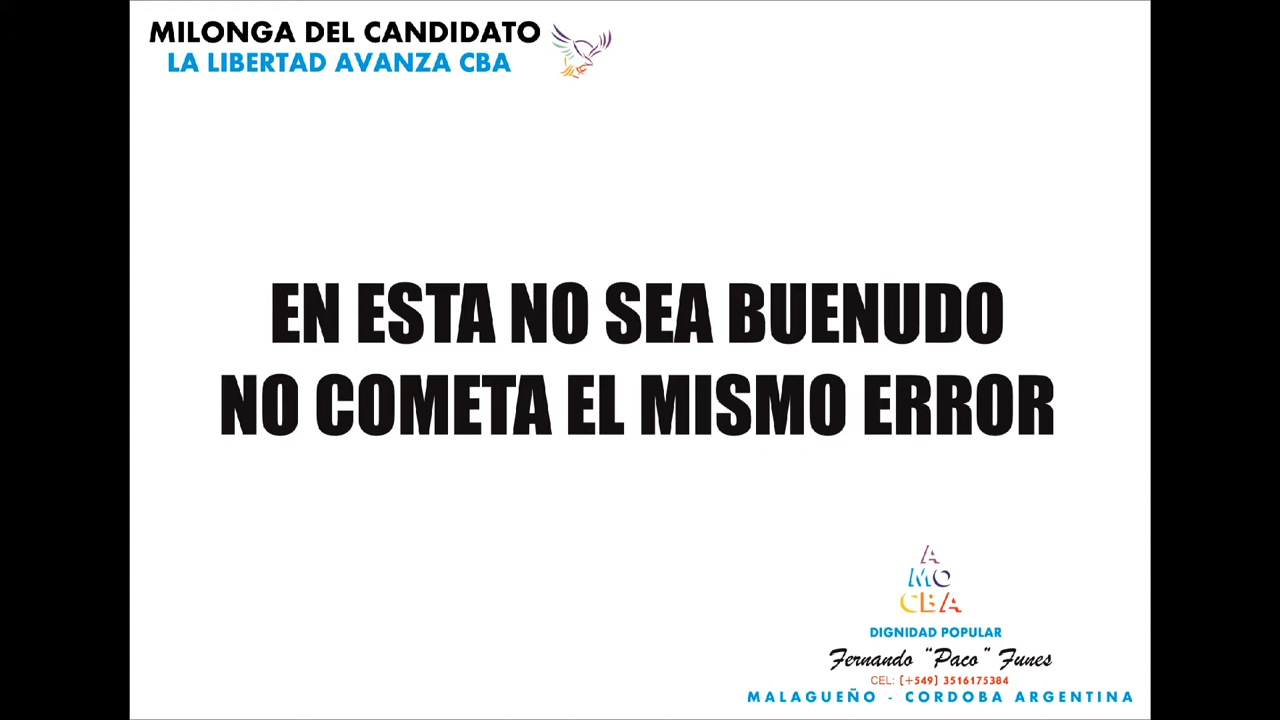 MILONGA DEL CANDIDATO
LA LIBERTAD AVANZA CBA
EN ESTA NO SEA BUENUDO
NO COMETA EL MISMO ERROR
A
MO
CBA
DIGNIDAD POPULAR
Fernando "Paco" Funes
CEL: (+549) 3516175384
MALAGUEÑO - CORDOBA ARGENTINA